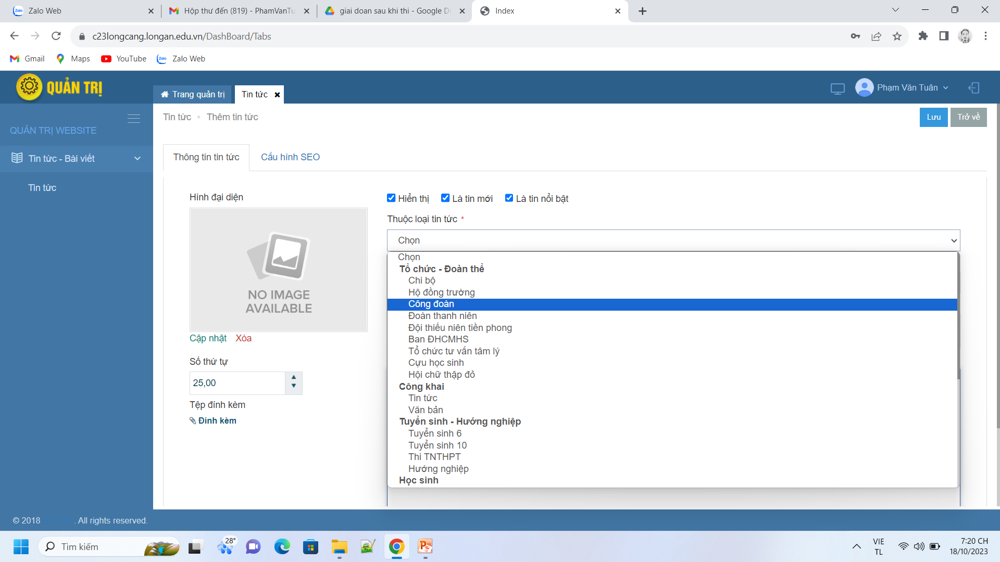 Zalo Web
Hộp thư đến (819) - PhamVanTu
giai doan sau khi thi - Google Dr
Index
c23longcang.longan.edu.vn/DashBoard/Tabs
Gmail
Maps
YouTube
Zalo Web
QUẢN TRỊ
Trang quản trị
Tin tức
Phạm Văn Tuân
QUẢN TRỊ WEBSITE
Tin tức - Bài viết
Tin tức
Tin tức • Thêm tin tức
Lưu
Trở về
Thông tin tin tức
Cấu hình SEO
Hình đại diện
NO IMAGE
AVAILABLE
Cập nhật Xóa
Số thứ tự
25,00
Tệp đính kèm
Đính kèm
Hiển thị
Là tin mới
Là tin nổi bật
Thuộc loại tin tức *
Chọn
Chọn
Tổ chức - Đoàn thể
Chi bộ
Hộ đồng trường
Công đoàn
Đoàn thanh niên
Đội thiếu niên tiền phong
Ban ĐHCMHS
Tổ chức tư vấn tâm lý
Cựu học sinh
Hội chữ thập đỏ
Công khai
Tin tức
Văn bản
Tuyển sinh - Hướng nghiệp
Tuyển sinh 6
Tuyển sinh 10
Thi TNTHPT
Hướng nghiệp
Học sinh
© 2018 . All rights reserved.
Tìm kiếm
28°
VIE
TL
7:20 CH
18/10/2023